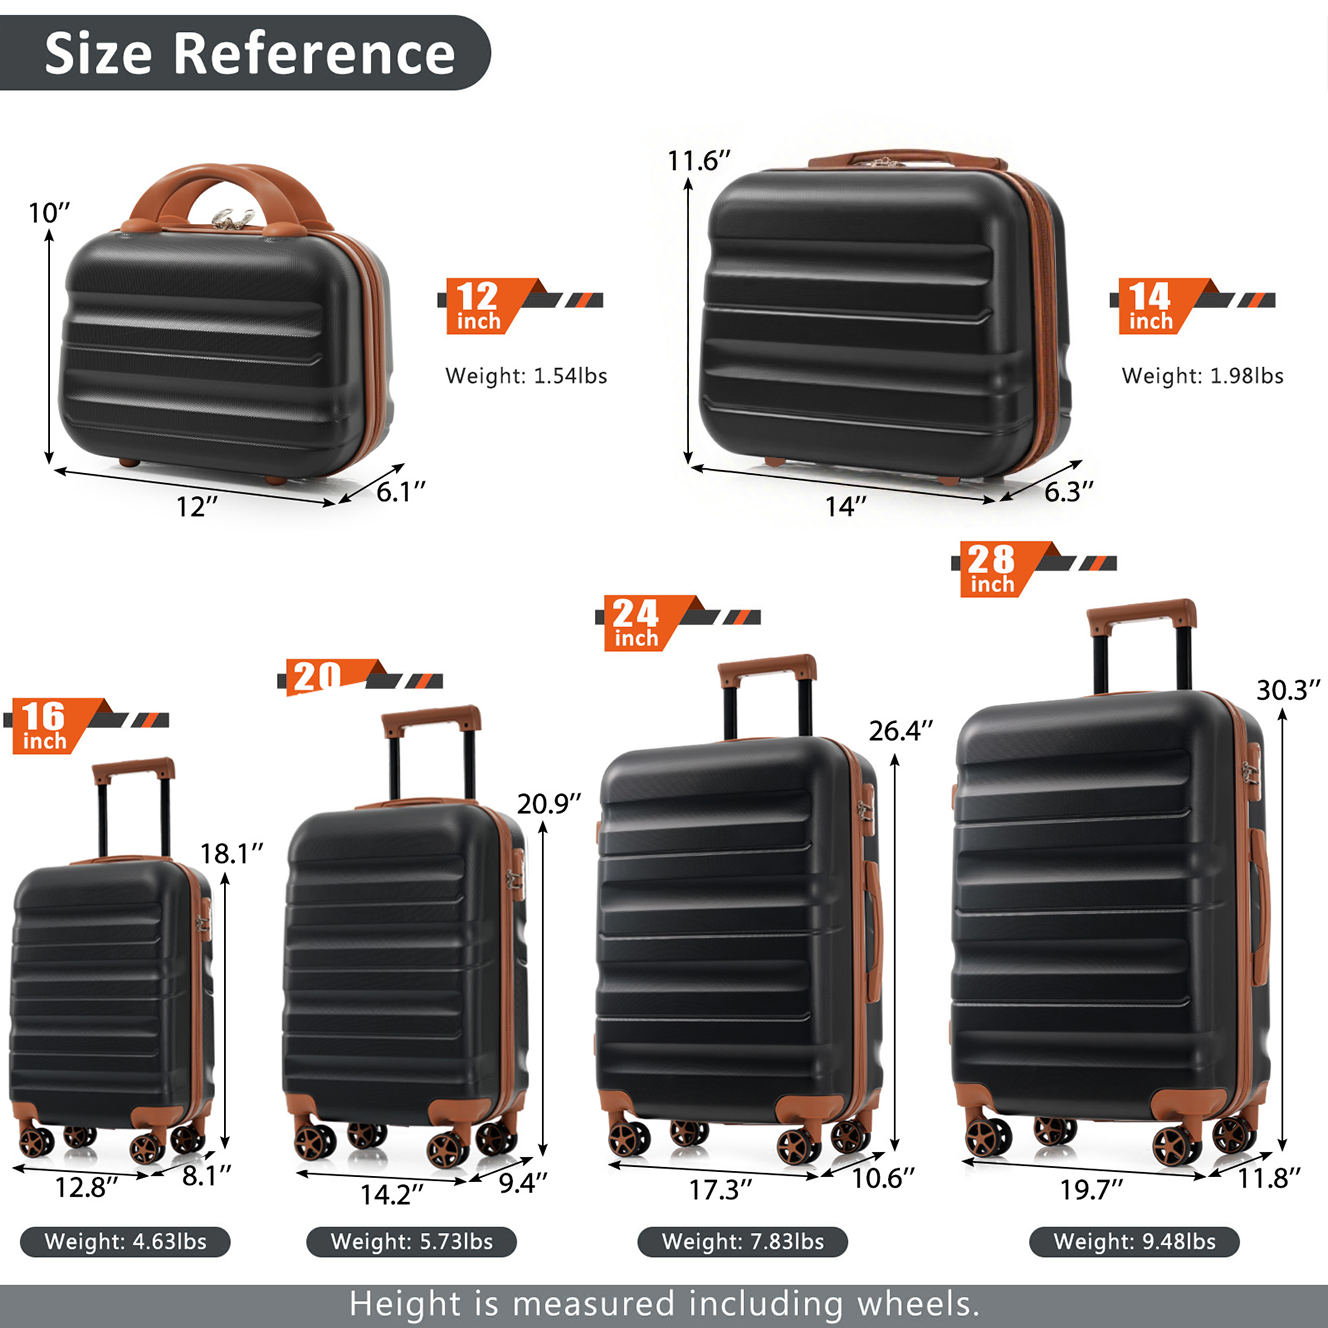 Size Reference
10’’
12’’
6.1’’
12
inch
Weight: 1.54lbs
11.6’’
14’’
6.3’’
14
inch
Weight: 1.98lbs
16
inch
18.1’’
12.8’’
8.1’’
Weight: 4.63lbs
20
20.9’’
14.2’’
9.4’’
Weight: 5.73lbs
24
inch
26.4’’
17.3’’
10.6’’
Weight: 7.83lbs
28
inch
30.3’’
19.7’’
11.8’’
Weight: 9.48lbs
Height is measured including wheels.